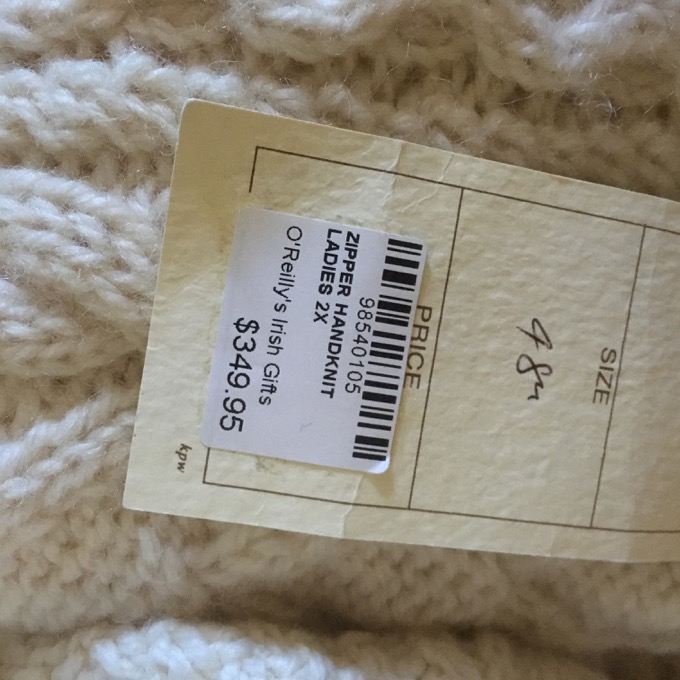 SIZE
48"
PRICE
98540105
ZIPPER HANDKNIT
LADIES 2X
O'Reilly's Irish Gifts
$349.95
kpw